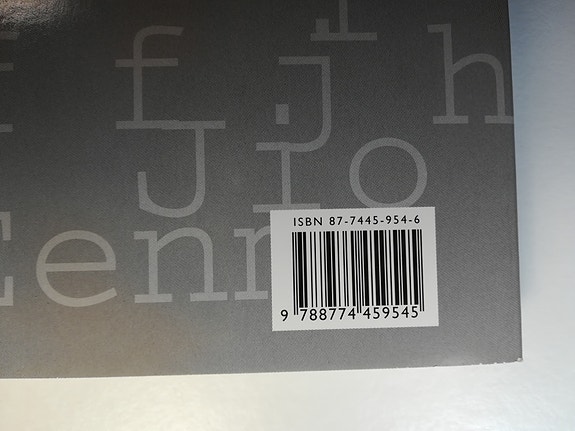 f f . j h
J i o
E e n n
ISBN 87-7445-954-6
9 788774 459545